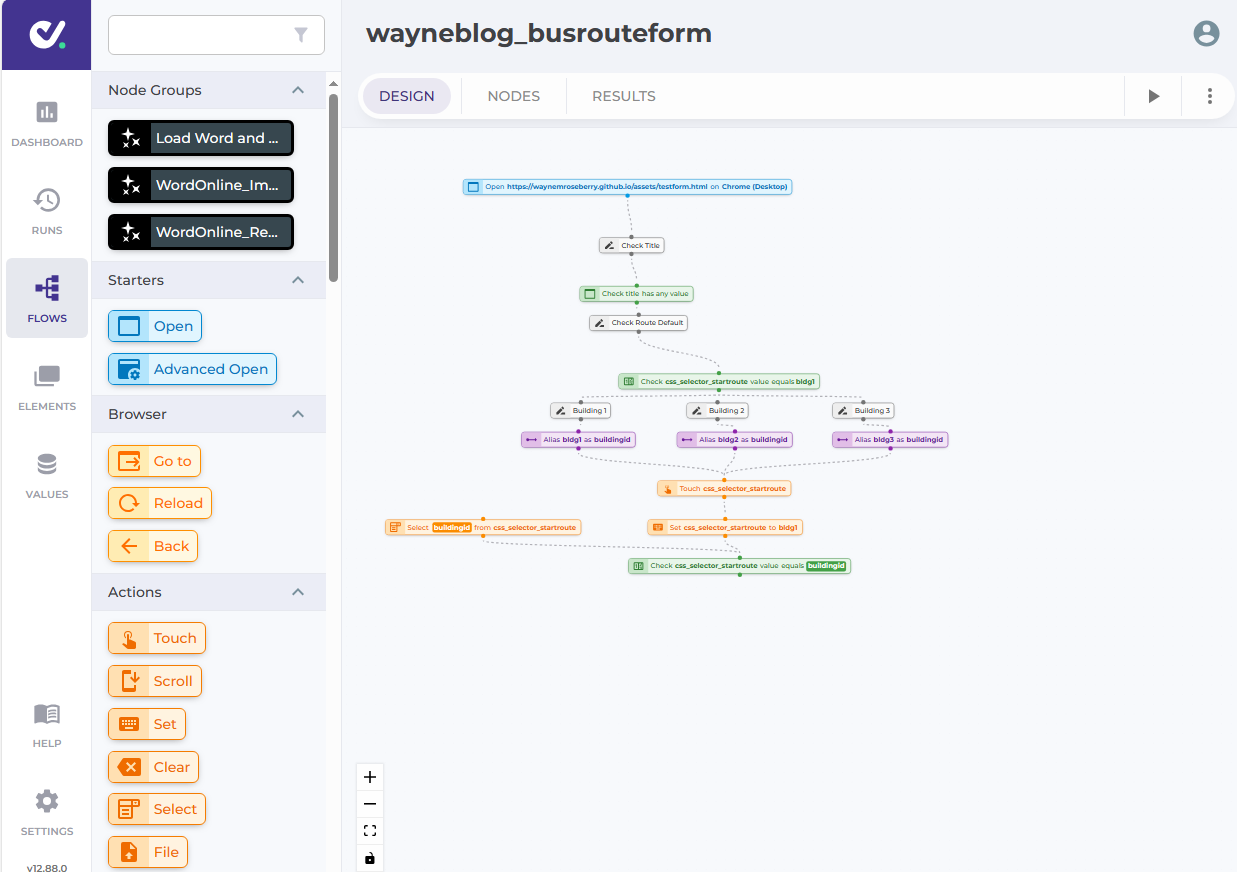 wayneblog_busrouteform
DASHBOARD
RUNS
FLOWS
ELEMENTS
VALUES
HELP
SETTINGS
v12.88.0
Node Groups
Load Word and ...
WordOnline_Im...
WordOnline_Re...
Starters
Open
Advanced Open
Browser
Go to
Reload
Back
Actions
Touch
Scroll
Set
Clear
Select
File
DESIGN
NODES
RESULTS
Open https://waynemroseberry.github.io/assets/testform.html on Chrome (Desktop)
Check Title
Check title has any value
Check Route Default
Check css_selector_startroute value equals bldg1
Building 1
Building 2
Building 3
Alias bldg1 as buildingid
Alias bldg2 as buildingid
Alias bldg3 as buildingid
Touch css_selector_startroute
Select buildingid from css_selector_startroute
Set css_selector_startroute to bldg1
Check css_selector_startroute value equals buildingid